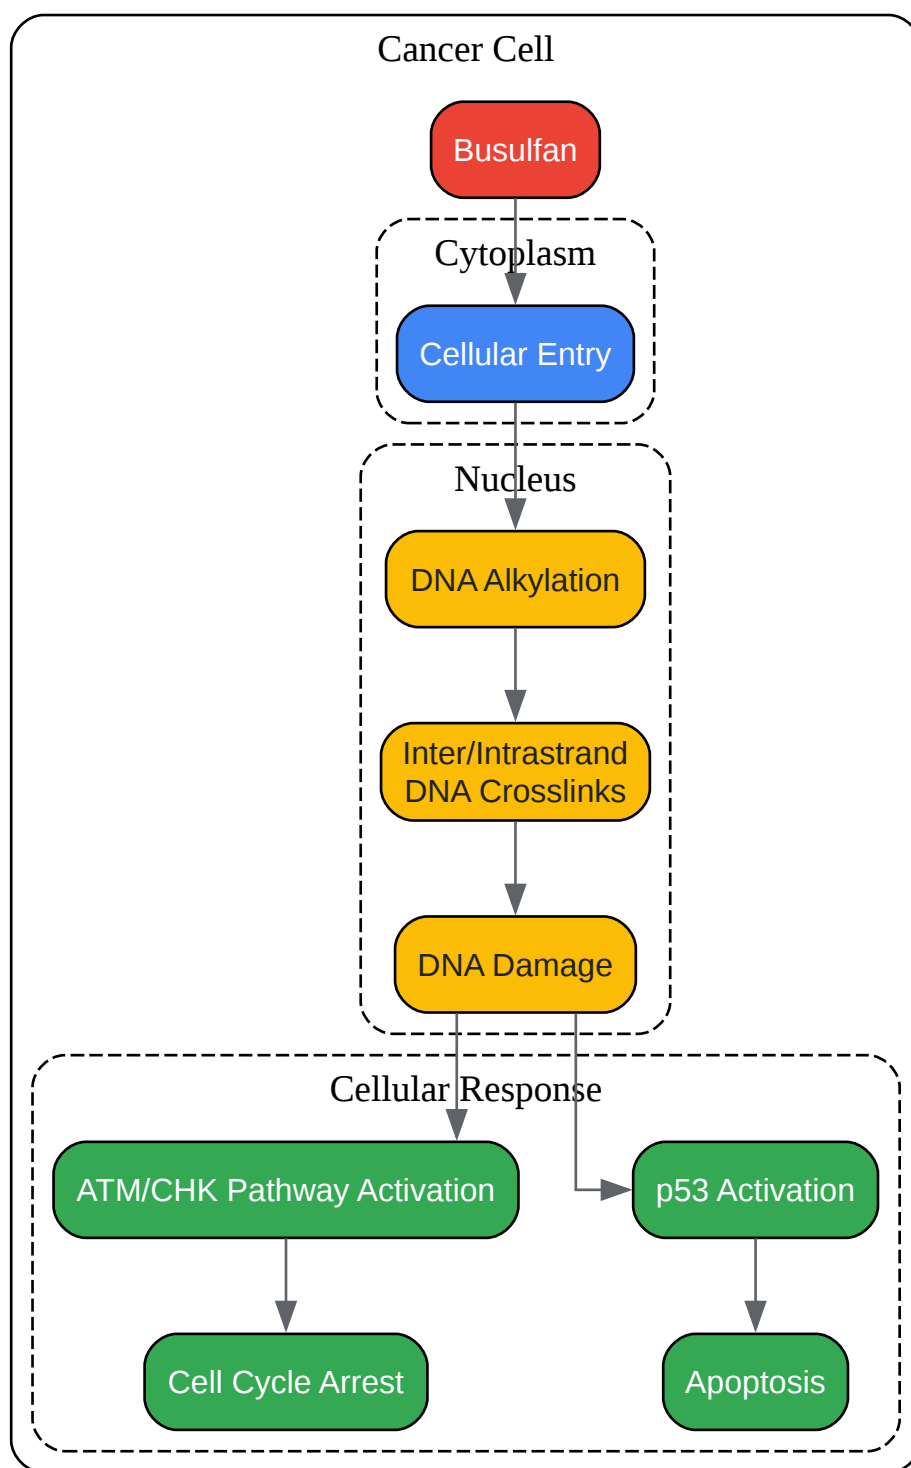 Cancer Cell
Busulfan
Cytoplasm
Cellular Entry
Nucleus
DNA Alkylation
Inter/Intrastrand
DNA Crosslinks
DNA Damage
Cellular Response
ATM/CHK Pathway Activation
p53 Activation
Cell Cycle Arrest
Apoptosis